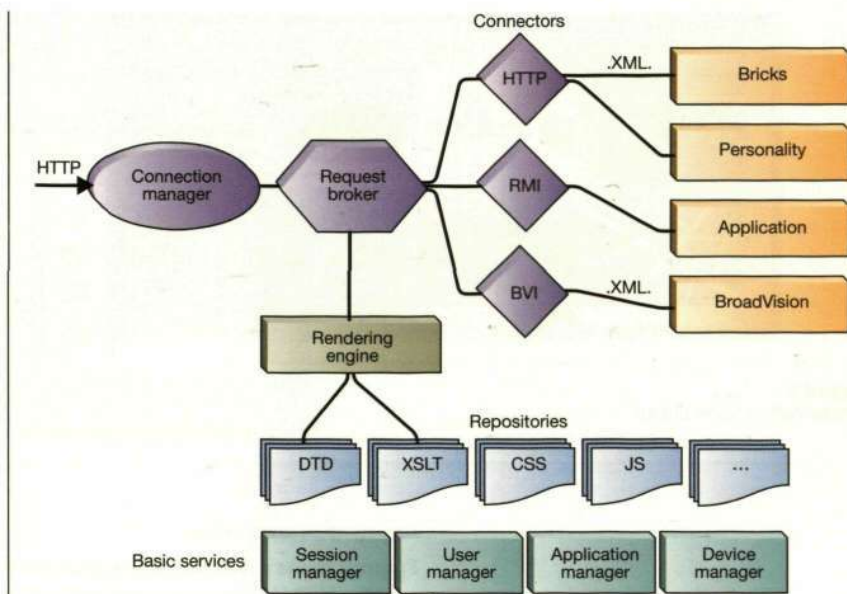 Connectors
HTTP
.XML.
Bricks
Personality
HTTP
Connection
manager
Request
broker
RMI
Application
BVI
.XML.
BroadVision
Rendering
engine
Repositories
DTD
XSLT
CSS
JS
...
Basic services
Session
manager
User
manager
Application
manager
Device
manager